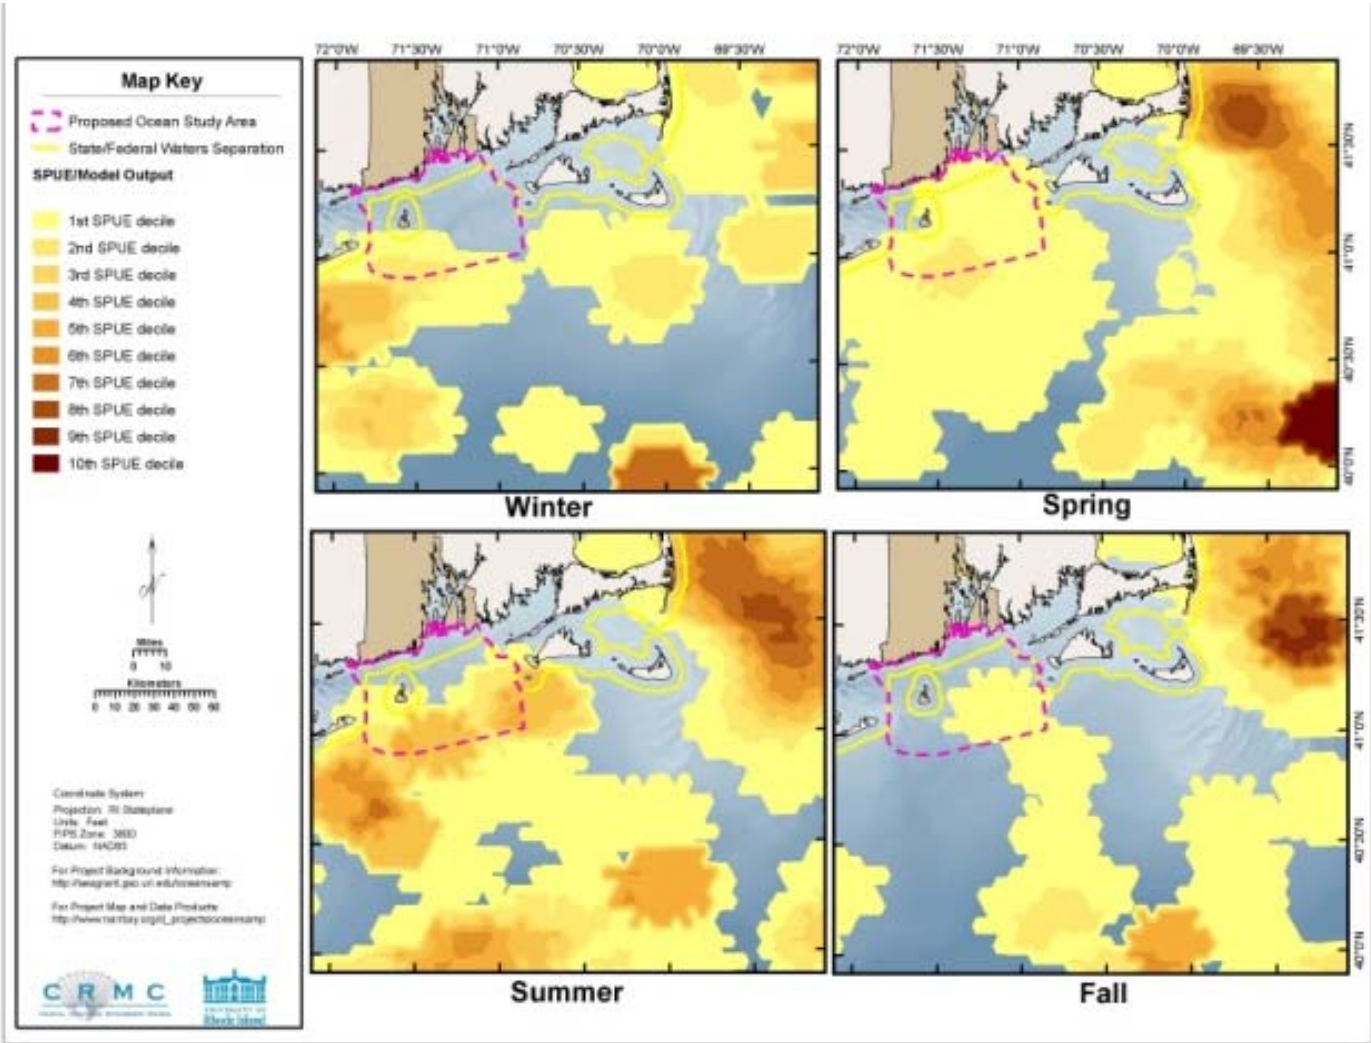 Map Key
Proposed Ocean Study Area
State/Federal Waters Separation
SPUE/Model Output
1st SPUE decile
2nd SPUE decile
3rd SPUE decile
4th SPUE decile
5th SPUE decile
6th SPUE decile
7th SPUE decile
8th SPUE decile
9th SPUE decile
10th SPUE decile
N
Miles
0 10
Kilometers
0 10 20 30 40 50 60
Coordinate System:
Projection: RI Stateplane
Units: Feet
FIPS Zone: 3800
Datum: NAD83
For Project Background Information:
For Project Map and Data Products:
CRMC
UNIVERSITY OF
Rhode Island
72°0'W 71°30'W 71°0'W 70°30'W 70°0'W 69°30'W
Winter
72°0'W 71°30'W 71°0'W 70°30'W 70°0'W 69°30'W
41°30'N
41°0'N
40°30'N
40°0'N
Spring
Summer
41°30'N
41°0'N
40°30'N
40°0'N
Fall